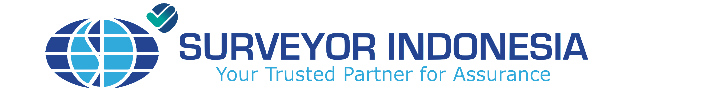 SURVEYOR INDONESIA
Your Trusted Partner for Assurance